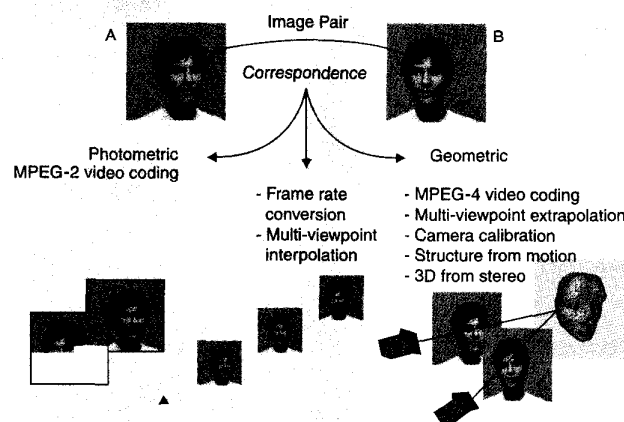 Image Pair
A
B
Correspondence
Photometric
MPEG-2 video coding
- Frame rate
conversion
- Multi-viewpoint
interpolation
Geometric
- MPEG-4 video coding
- Multi-viewpoint extrapolation
- Camera calibration
- Structure from motion
- 3D from stereo